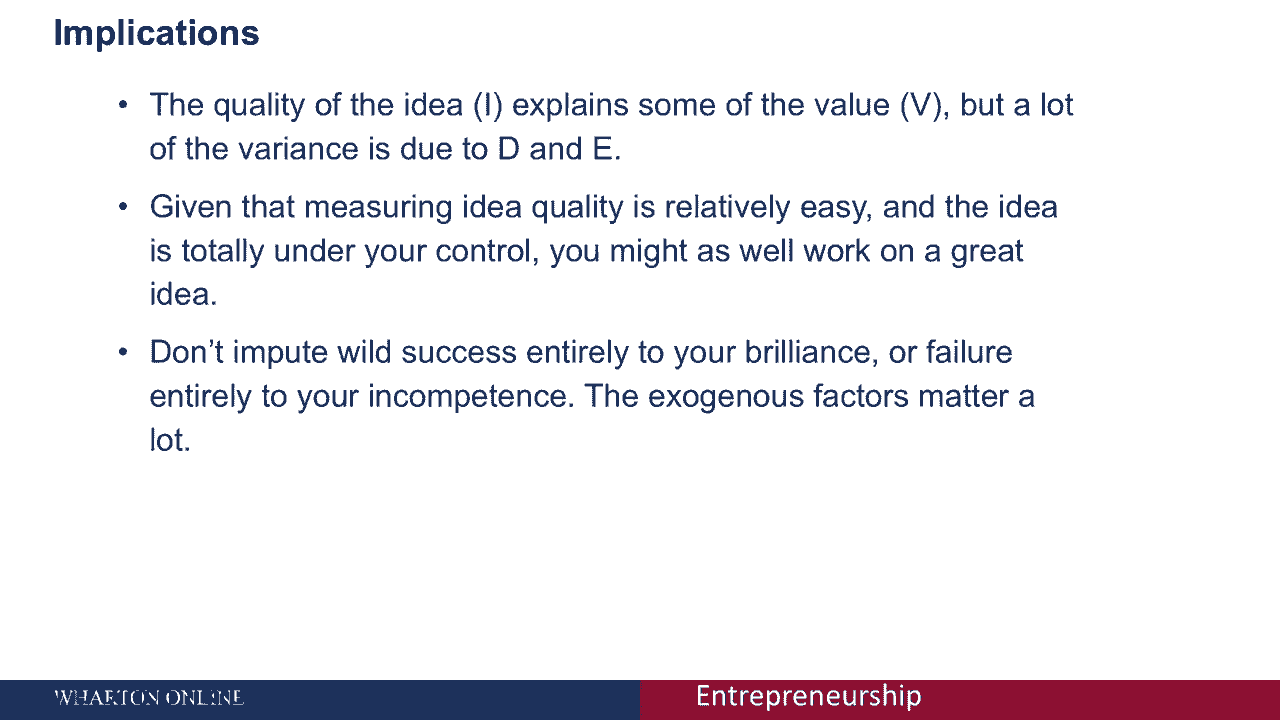 Implications
• The quality of the idea (I) explains some of the value (V), but a lot
of the variance is due to D and E.
• Given that measuring idea quality is relatively easy, and the idea
is totally under your control, you might as well work on a great
idea.
• Don’t impute wild success entirely to your brilliance, or failure
entirely to your incompetence. The exogenous factors matter a
lot.
WHARTON ONLINE
Entrepreneurship